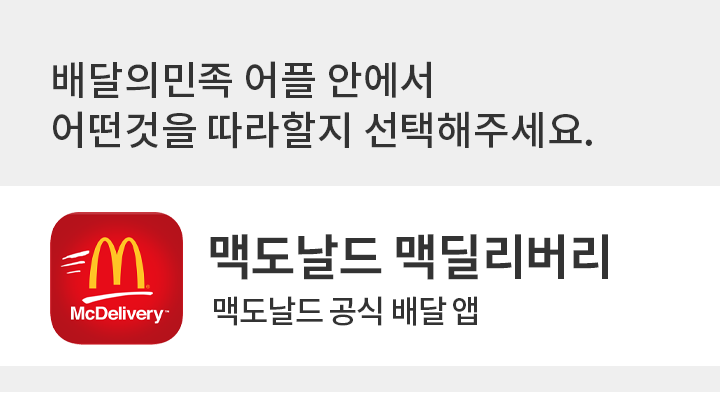 배달의민족 어플 안에서
어떤것을 따라할지 선택해주세요.
맥도날드 맥딜리버리
McDelivery™
맥도날드 공식 배달 앱